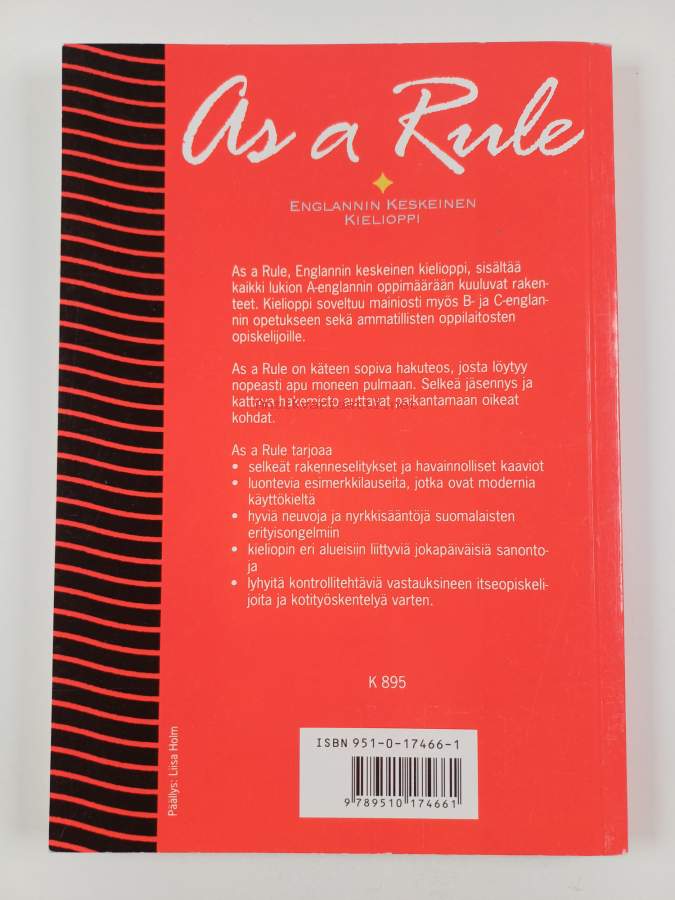 As a Rule
ENGLANNIN KESKEINEN
KIELIOPPI
As a Rule, Englannin keskeinen kielioppi, sisältää
kaikki lukion A-englannin oppimäärään kuuluvat raken-
teet. Kielioppi soveltuu mainiosti myös B- ja C-englan-
nin opetukseen sekä ammatillisten oppilaitosten
opiskelijoille.
As a Rule on käteen sopiva hakuteos, josta löytyy
nopeasti apu moneen pulmaan. Selkeä jäsennys ja
kattava hakemisto auttavat paikantamaan oikeat
kohdat.
As a Rule tarjoaa
• selkeät rakenneselitykset ja havainnolliset kaaviot
• luontevia esimerkkilauseita, jotka ovat modernia
käyttökieltä
• hyviä neuvoja ja nyrkkisääntöjä suomalaisten
erityisongelmiin
• kieliopin eri alueisiin liittyviä jokapäiväisiä sanonto-
ja
• lyhyitä kontrollitehtäviä vastauksineen itseopiskeli-
joita ja kotityöskentelyä varten.
K 895
Päällys: Liisa Holm
ISBN 951-0-17466-1
9 789510 174661